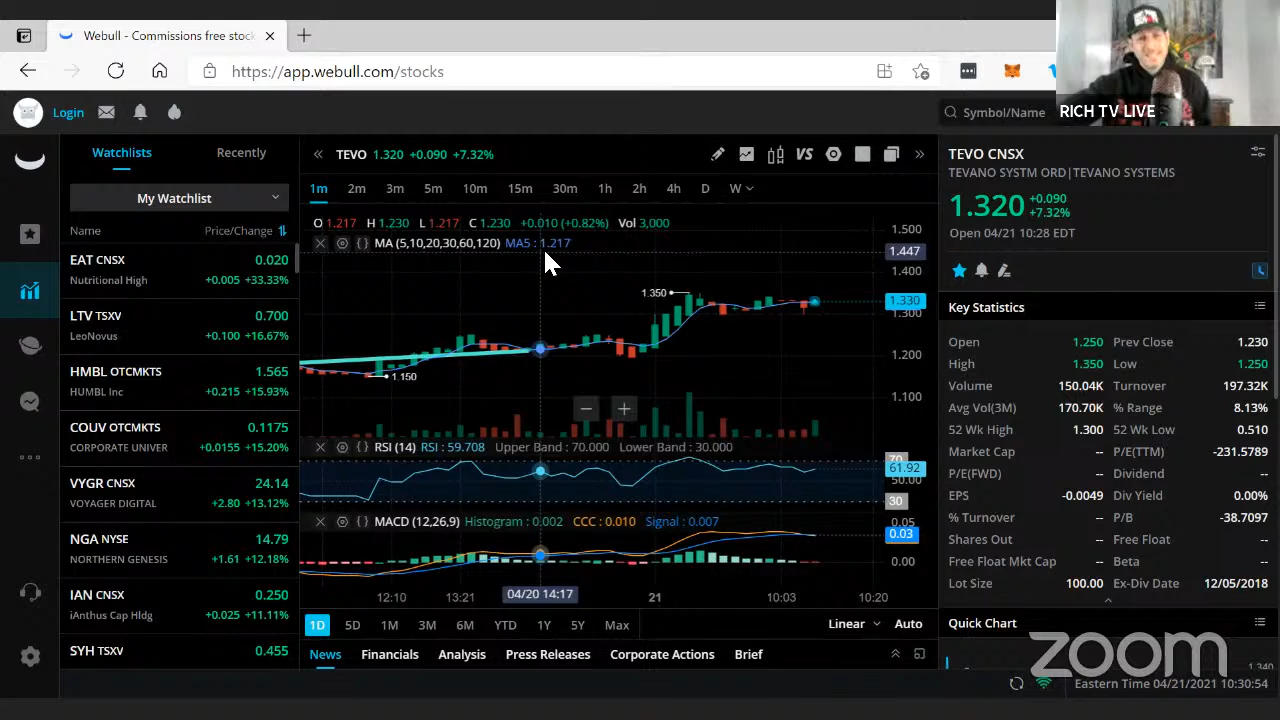 Webull - Commissions free stock
https://app.webull.com/stocks
Login
Symbol/Name
RICH TV LIVE
Watchlists
Recently
My Watchlist
Name
Price/Change
EAT CNSX
0.020
Nutritional High
+0.005 +33.33%
LTV TSXV
0.700
LeoNovus
+0.100 +16.67%
HMBL OTCMKTS
1.565
HUMBL Inc
+0.215 +15.93%
COUV OTCMKTS
0.1175
CORPORATE UNIVER
+0.0155 +15.20%
VYGR CNSX
24.14
VOYAGER DIGITAL
+2.80 +13.12%
NGA NYSE
14.79
NORTHERN GENESIS
+1.61 +12.18%
IAN CNSX
0.250
iAnthus Cap Hldg
+0.025 +11.11%
SYH TSXV
0.455
TEVO 1.320 +0.090 +7.32%
VS
1m 2m 3m 5m 10m 15m 30m 1h 2h 4h D W
O 1.217 H 1.230 L 1.217 C 1.230 +0.010 (+0.82%) Vol 3,000
MA (5,10,20,30,60,120) MA5 : 1.217
1.500
1.447
1.400
1.350
1.330
1.300
1.200
1.150
1.100
RSI (14) RSI : 59.708 Upper Band : 70.000 Lower Band : 30.000
70
61.92
50.00
30
MACD (12,26,9) Histogram : 0.002 CCC : 0.010 Signal : 0.007
0.05
0.03
0.00
12:10 13:21 04/20 14:17 21 10:03 10:20
1D 5D 1M 3M 6M YTD 1Y 5Y Max
Linear Auto
News Financials Analysis Press Releases Corporate Actions Brief
TEVO CNSX
TEVANO SYSTM ORD|TEVANO SYSTEMS
1.320 +0.090
+7.32%
Open 04/21 10:28 EDT
Key Statistics
Open 1.250 Prev Close 1.230
High 1.350 Low 1.250
Volume 150.04K Turnover 197.32K
Avg Vol(3M) 170.70K % Range 8.13%
52 Wk High 1.300 52 Wk Low 0.510
Market Cap -- P/E(TTM) -231.5789
P/E(FWD) -- Dividend --
EPS -0.0049 Div Yield 0.00%
% Turnover -- P/B -38.7097
Shares Out -- Free Float --
Free Float Mkt Cap -- Beta --
Lot Size 100.00 Ex-Div Date 12/05/2018
Quick Chart
1.340
zoom
Eastern Time 04/21/2021 10:30:54